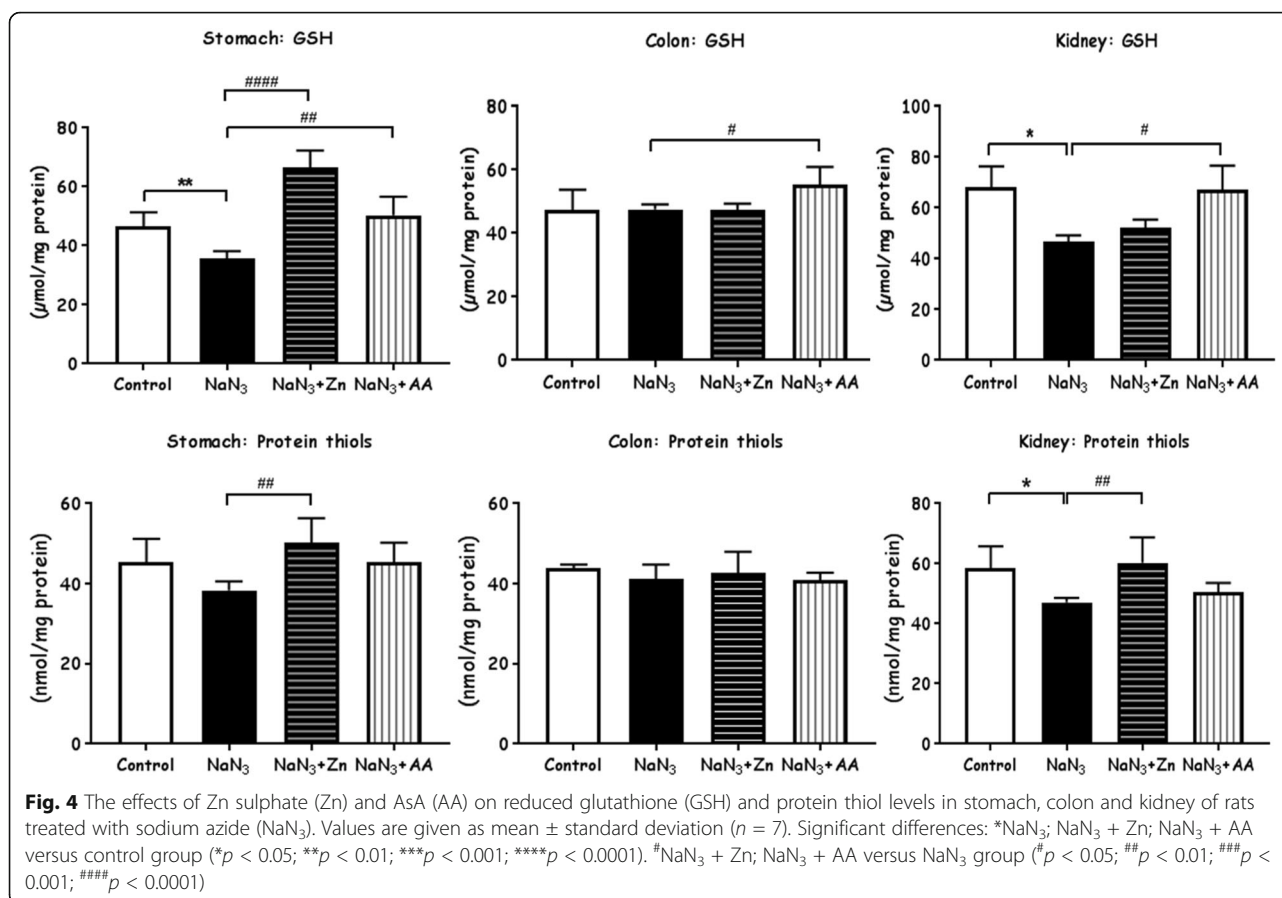 Stomach: GSH
####
##
**
80
60
40
20
0
(µmol/mg protein)
Control NaN₃ NaN₃+Zn NaN₃+AA
Colon: GSH
#
80
60
40
20
0
(µmol/mg protein)
Control NaN₃ NaN₃+Zn NaN₃+AA
Kidney: GSH
* #
100
80
60
40
20
0
(µmol/mg protein)
Control NaN₃ NaN₃+Zn NaN₃+AA
Stomach: Protein thiols
##
60
40
20
0
(nmol/mg protein)
Control NaN₃ NaN₃+Zn NaN₃+AA
Colon: Protein thiols
60
40
20
0
(nmol/mg protein)
Control NaN₃ NaN₃+Zn NaN₃+AA
Kidney: Protein thiols
* ##
80
60
40
20
0
(nmol/mg protein)
Control NaN₃ NaN₃+Zn NaN₃+AA
Fig. 4 The effects of Zn sulphate (Zn) and AsA (AA) on reduced glutathione (GSH) and protein thiol levels in stomach, colon and kidney of rats
treated with sodium azide (NaN₃). Values are given as mean ± standard deviation (n = 7). Significant differences: *NaN₃; NaN₃ + Zn; NaN₃ + AA
versus control group (*p < 0.05; **p < 0.01; ***p < 0.001; ****p < 0.0001). #NaN₃ + Zn; NaN₃ + AA versus NaN₃ group (#p < 0.05; ##p < 0.01; ###p <
0.001; ####p < 0.0001)